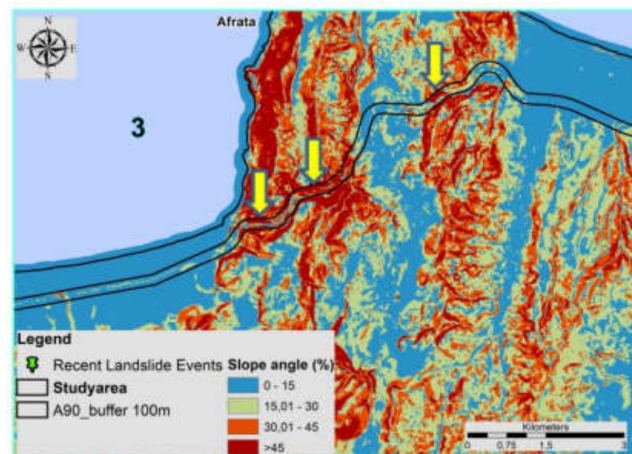 Afrata
N
W E
S
3
Legend
Recent Landslide Events
Studyarea
A90_buffer 100m
Slope angle (%)
0 - 15
15,01 - 30
30,01 - 45
>45
Kilometers
0 0,75 1,5 3